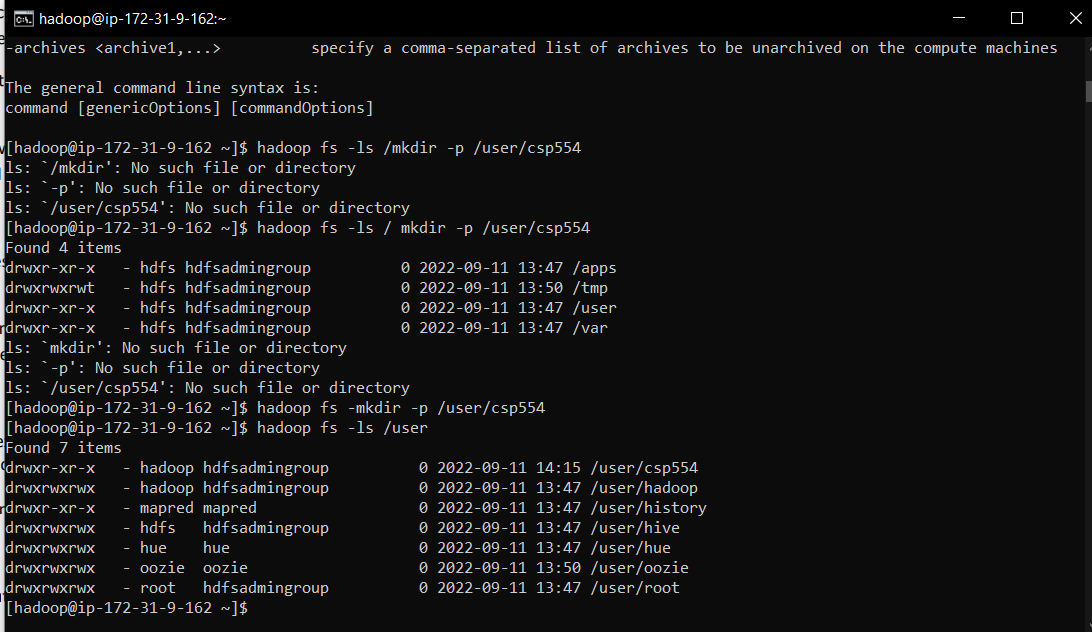 hadoop@ip-172-31-9-162:~
-archives <archive1,...>          specify a comma-separated list of archives to be unarchived on the compute machines
The general command line syntax is:
command [genericOptions] [commandOptions]
[hadoop@ip-172-31-9-162 ~]$ hadoop fs -ls /mkdir -p /user/csp554
ls: `/mkdir': No such file or directory
ls: `-p': No such file or directory
ls: `/user/csp554': No such file or directory
[hadoop@ip-172-31-9-162 ~]$ hadoop fs -ls / mkdir -p /user/csp554
Found 4 items
drwxr-xr-x   - hdfs hdfsadmingroup          0 2022-09-11 13:47 /apps
drwxrwxrwt   - hdfs hdfsadmingroup          0 2022-09-11 13:50 /tmp
drwxr-xr-x   - hdfs hdfsadmingroup          0 2022-09-11 13:47 /user
drwxr-xr-x   - hdfs hdfsadmingroup          0 2022-09-11 13:47 /var
ls: `mkdir': No such file or directory
ls: `-p': No such file or directory
ls: `/user/csp554': No such file or directory
[hadoop@ip-172-31-9-162 ~]$ hadoop fs -mkdir -p /user/csp554
[hadoop@ip-172-31-9-162 ~]$ hadoop fs -ls /user
Found 7 items
drwxr-xr-x   - hadoop hdfsadmingroup          0 2022-09-11 14:15 /user/csp554
drwxrwxrwx   - hadoop hdfsadmingroup          0 2022-09-11 13:47 /user/hadoop
drwxr-xr-x   - mapred mapred                  0 2022-09-11 13:47 /user/history
drwxrwxrwx   - hdfs   hdfsadmingroup          0 2022-09-11 13:47 /user/hive
drwxrwxrwx   - hue    hue                     0 2022-09-11 13:47 /user/hue
drwxrwxrwx   - oozie  oozie                   0 2022-09-11 13:50 /user/oozie
drwxrwxrwx   - root   hdfsadmingroup          0 2022-09-11 13:47 /user/root
[hadoop@ip-172-31-9-162 ~]$